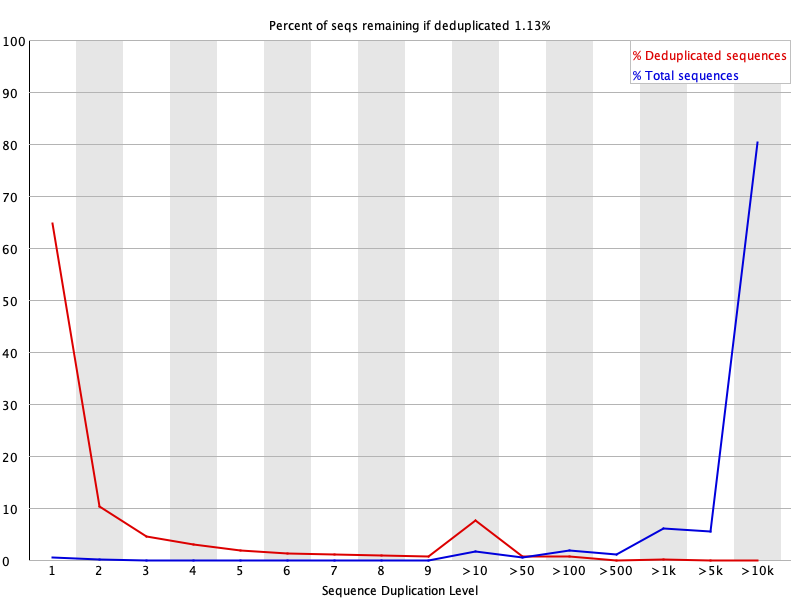 Percent of seqs remaining if deduplicated 1.13%
% Deduplicated sequences
% Total sequences
100
90
80
70
60
50
40
30
20
10
0
1 2 3 4 5 6 7 8 9 >10 >50 >100 >500 >1k >5k >10k
Sequence Duplication Level